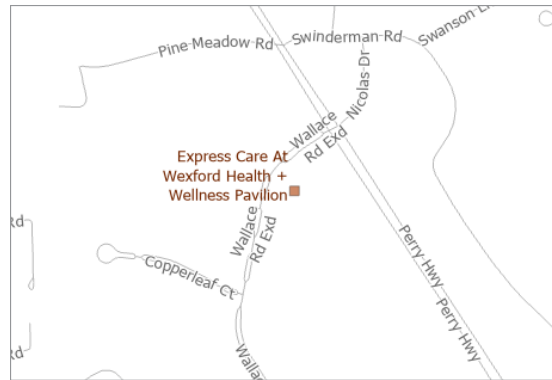 Pine Meadow Rd
Swinderman Rd
Swanson
Nicolas Dr
Wallace
Rd Exd
Express Care At
Wexford Health +
Wellness Pavilion
Wallace
Rd Exd
Rd
Perry Hwy
Copperleaf Ct
Perry Hwy
Rd
Wallac